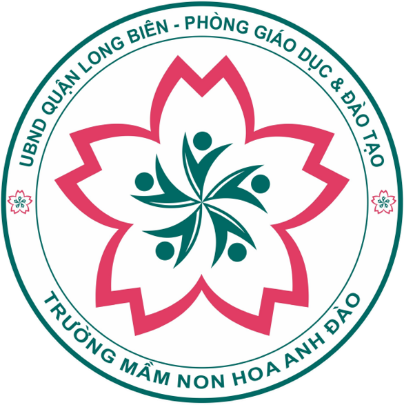 UBND QUẬN LONG BIÊN - PHÒNG GIÁO DỤC & ĐÀO TẠO
TRƯỜNG MẦM NON HOA ANH ĐÀO